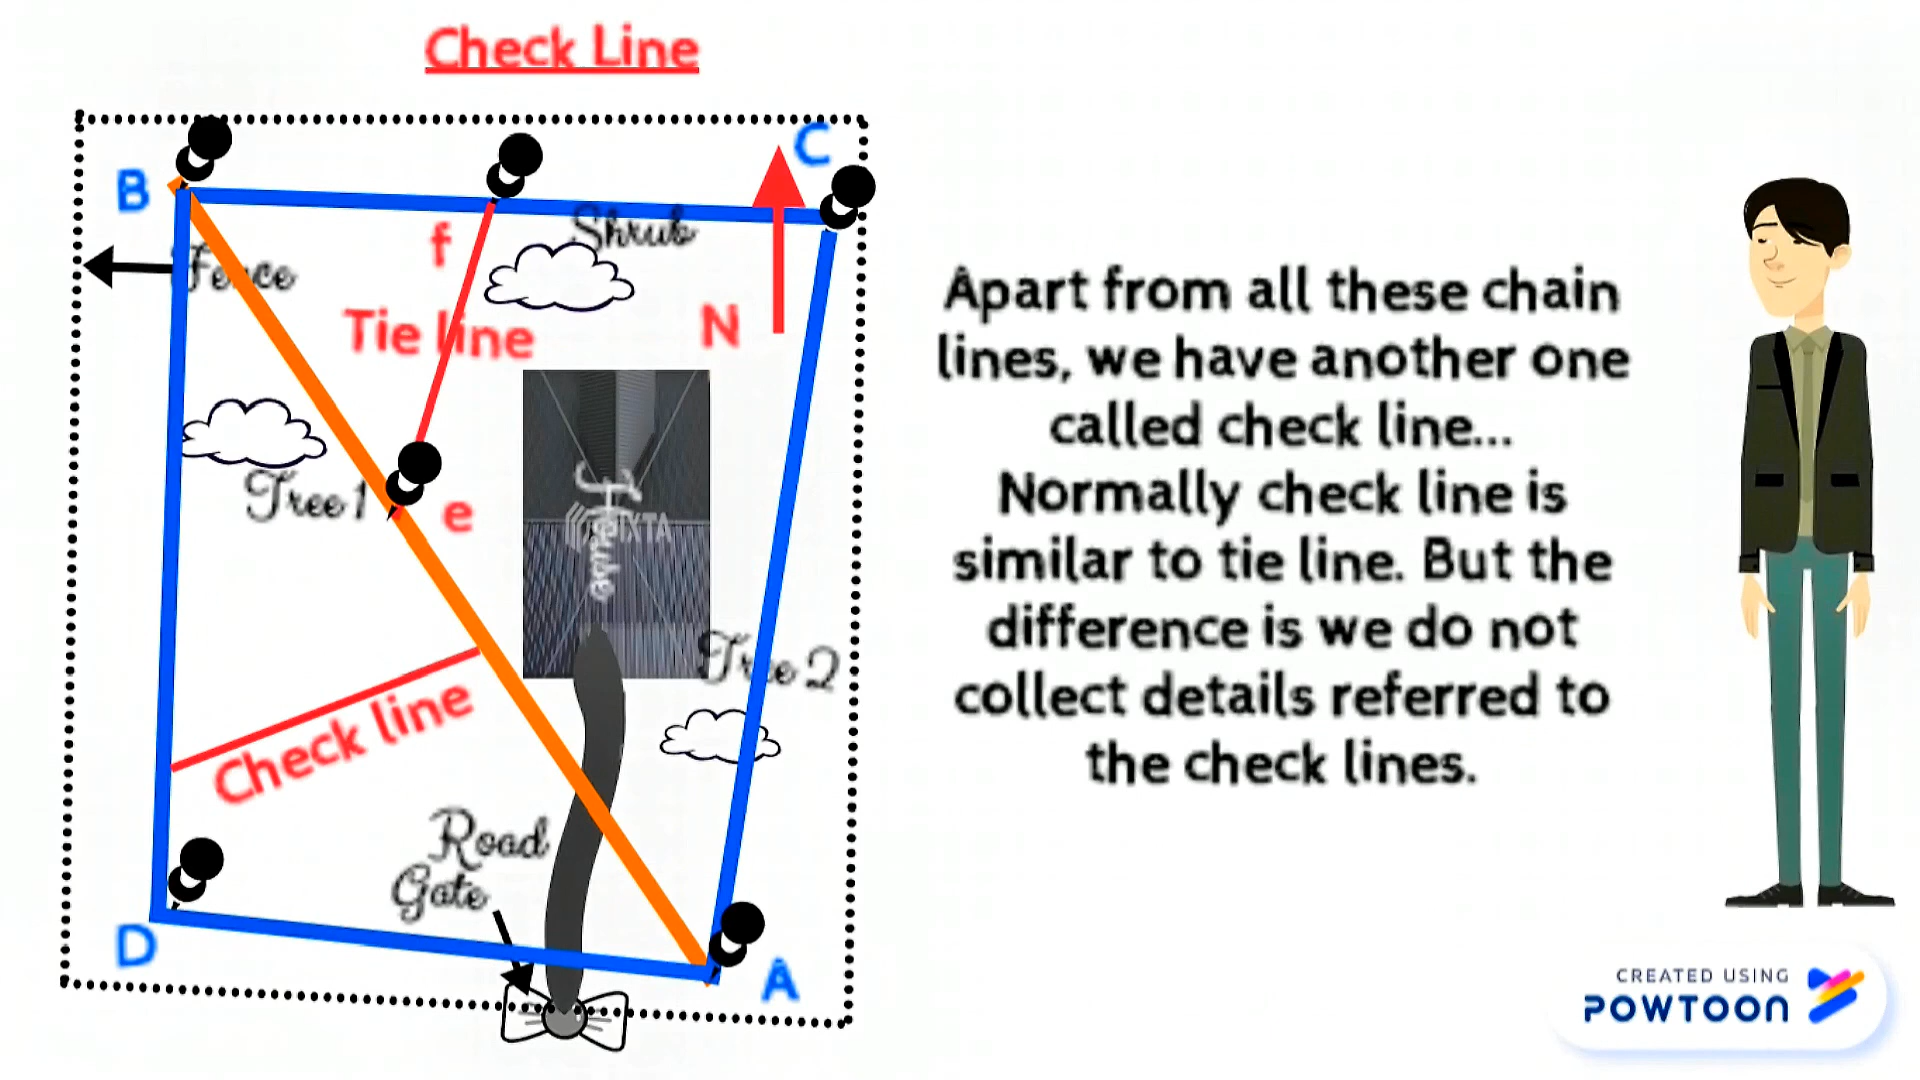 Check Line
B
C
f
Shrub
Fence
Tie line
N
Tree 1
e
House
Tree 2
Check line
Road
Gate
D
A
Apart from all these chain
lines, we have another one
called check line...
Normally check line is
similar to tie line. But the
difference is we do not
collect details referred to
the check lines.
CREATED USING
POWTOON